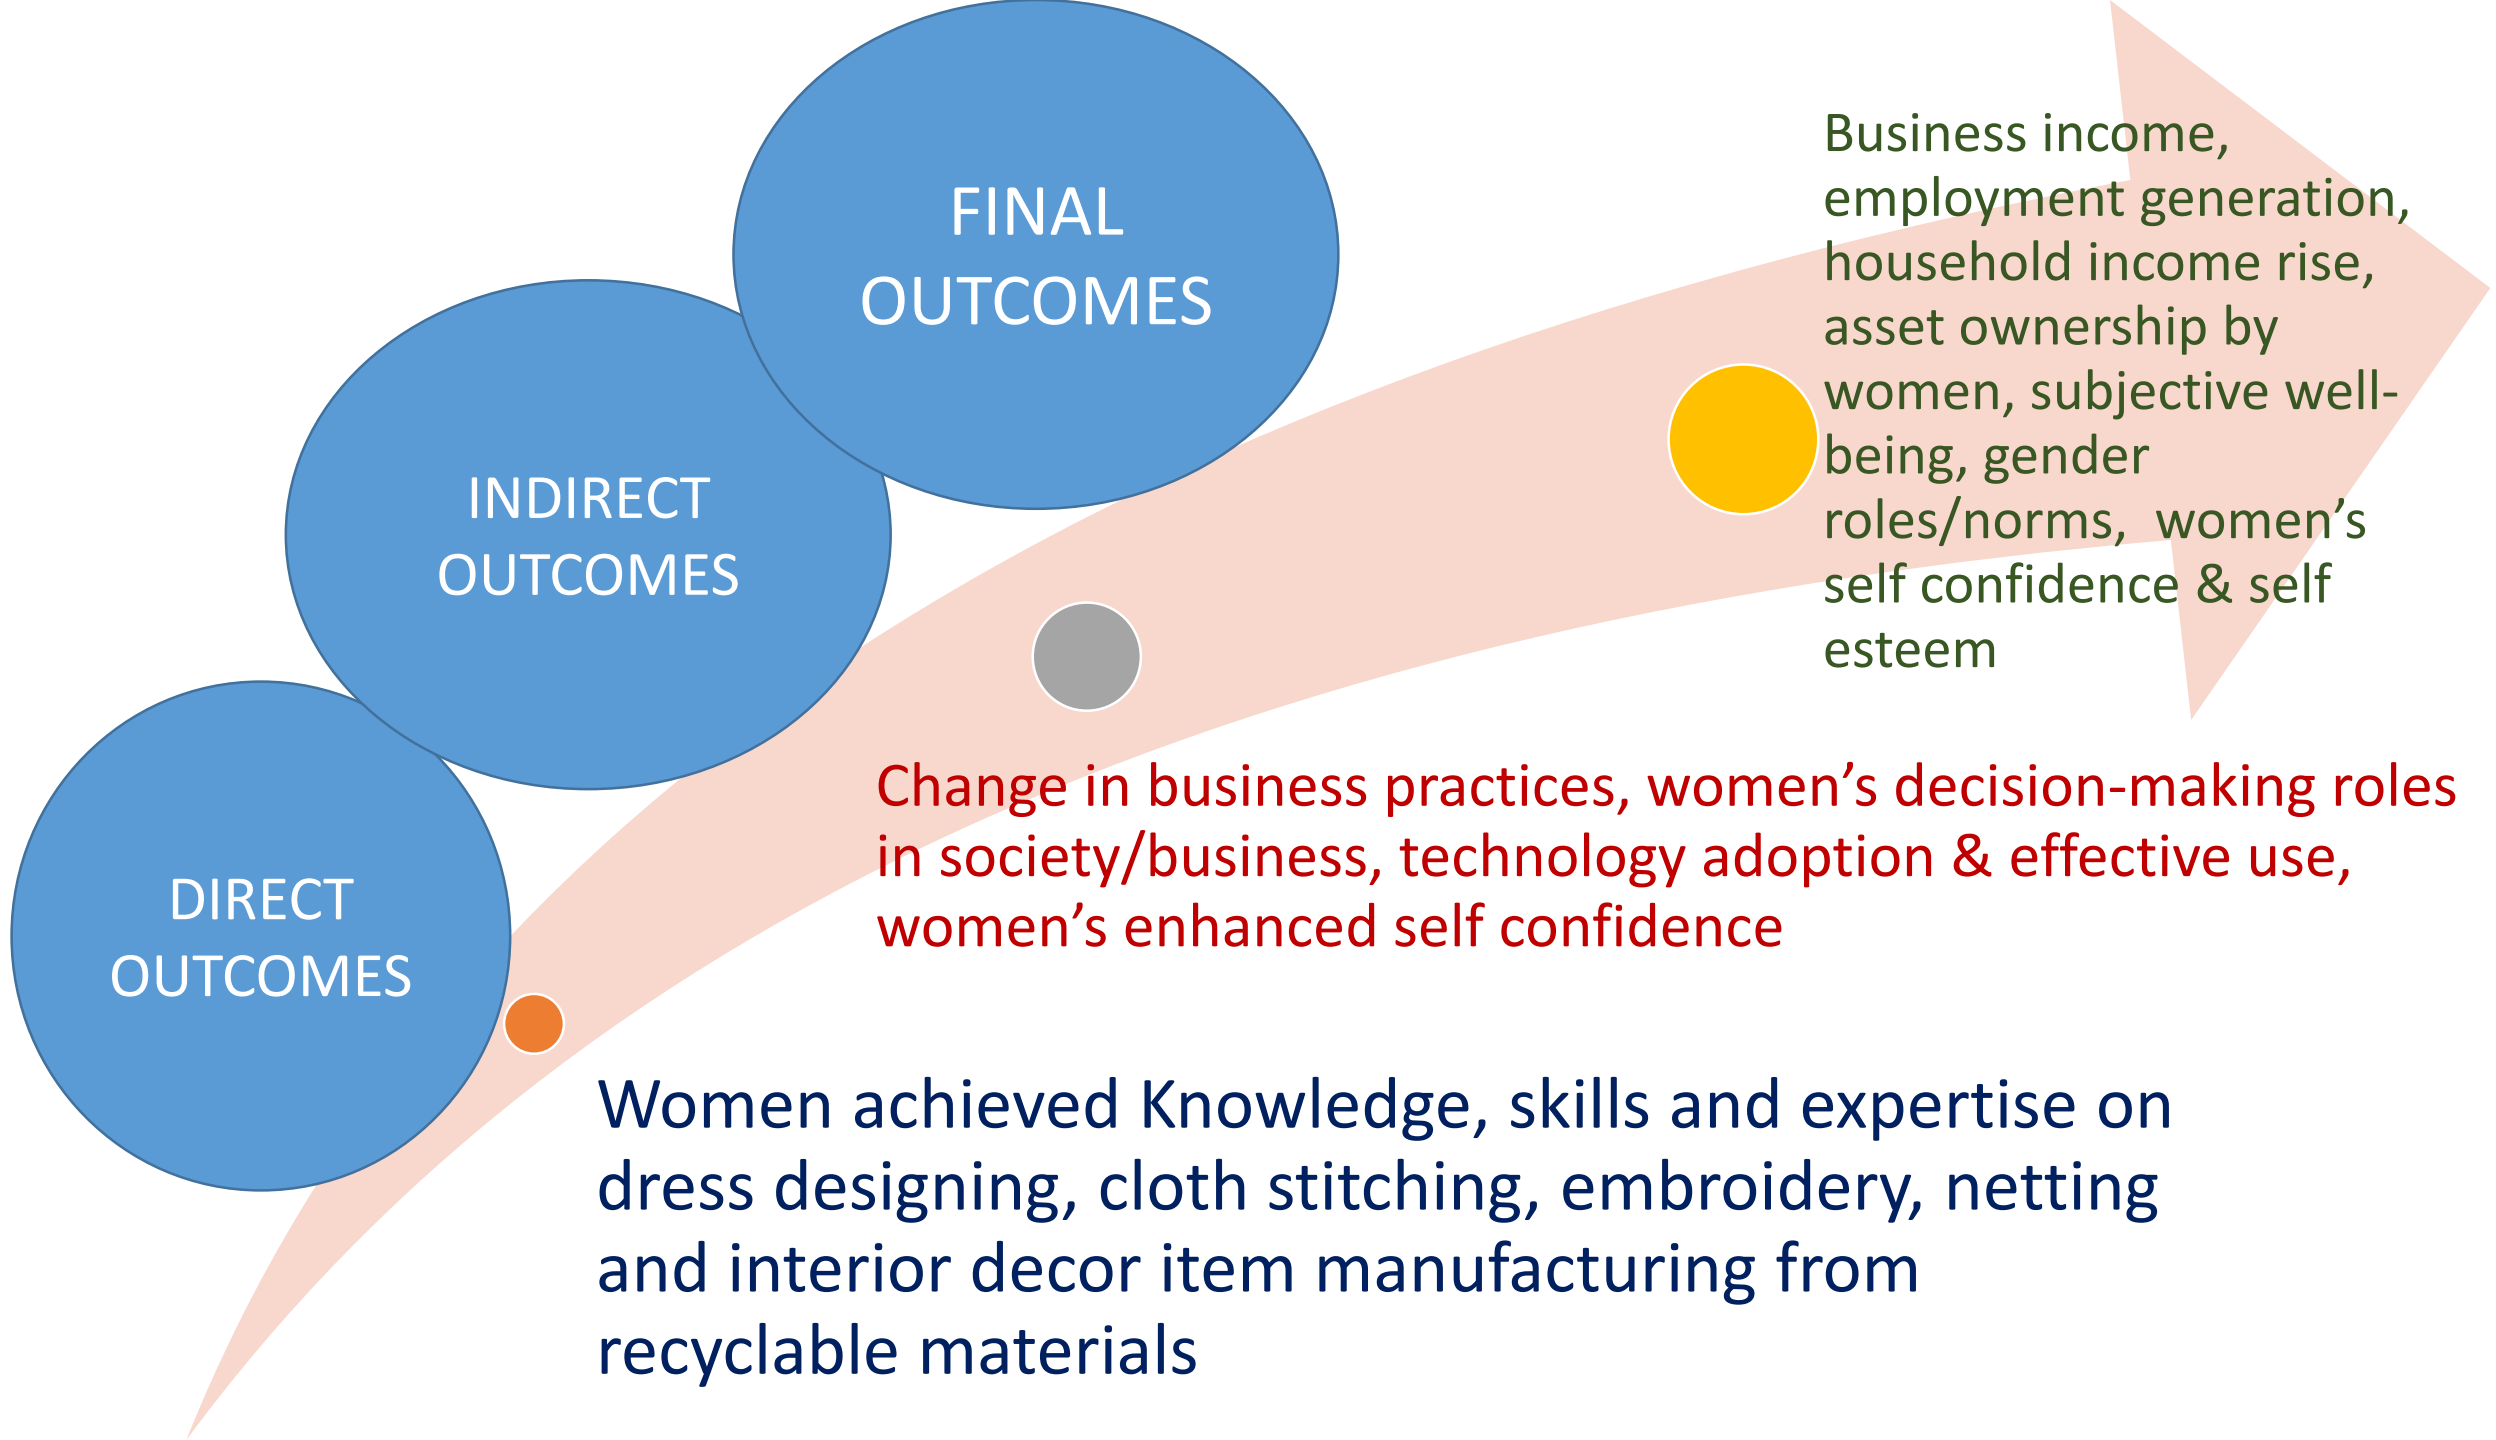 FINAL
OUTCOMES
Business income,
employment generation,
household income rise,
asset ownership by
women, subjective well-
being, gender
roles/norms, women’s
self confidence & self
esteem
INDIRECT
OUTCOMES
Change in business practices, women’s decision-making roles
in society/business, technology adoption & effective use,
women’s enhanced self confidence
DIRECT
OUTCOMES
Women achieved Knowledge, skills and expertise on
dress designing, cloth stitching, embroidery, netting
and interior decor item manufacturing from
recyclable materials